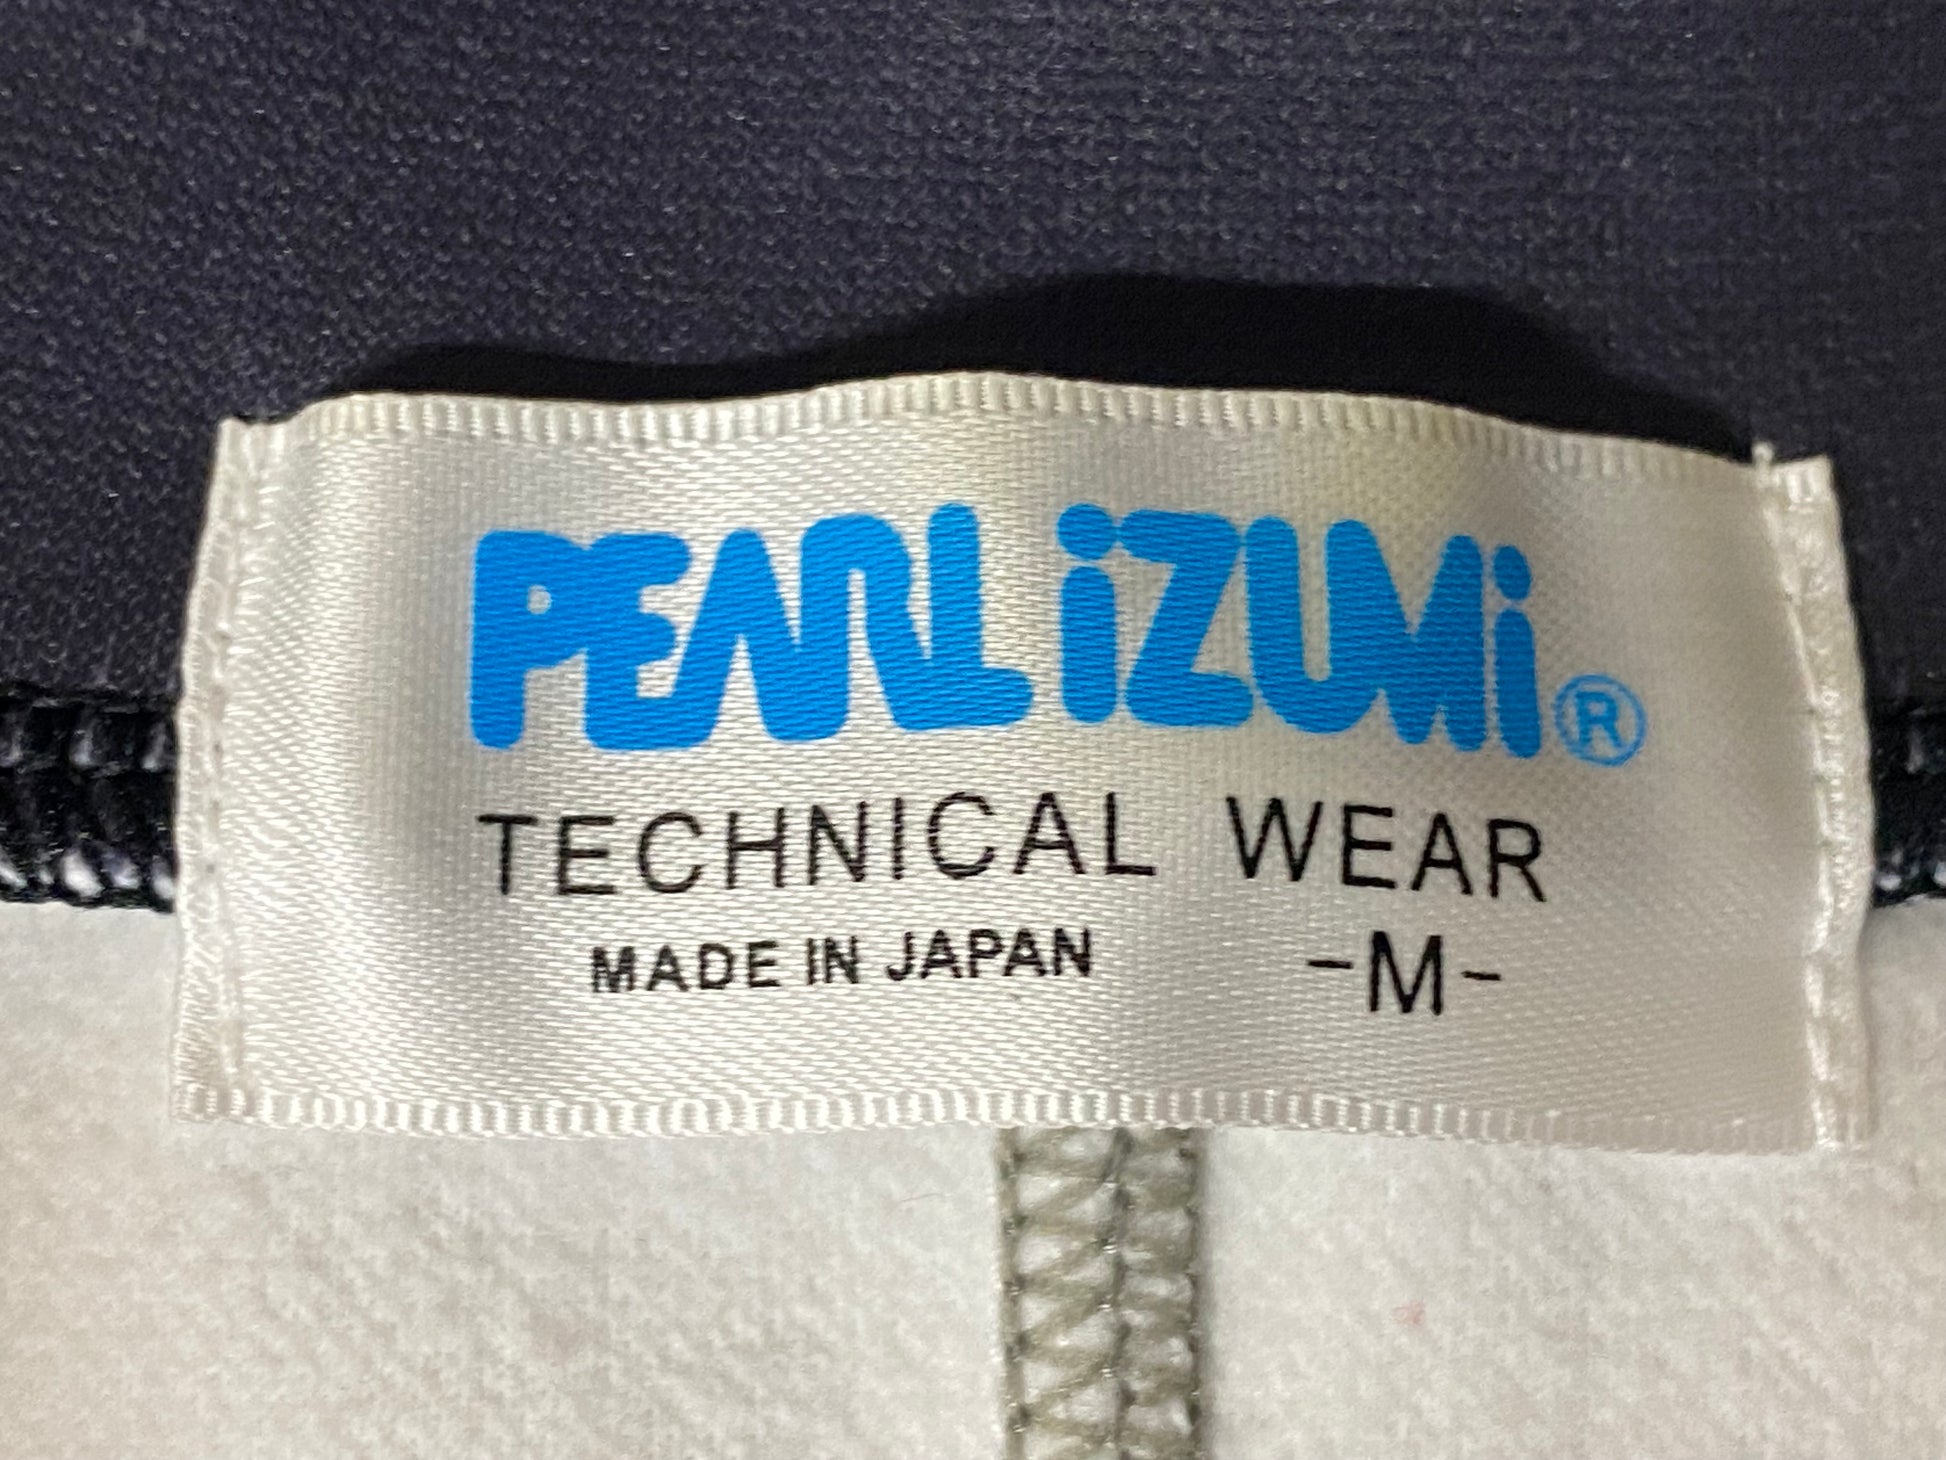 PEARL iZUMi®
TECHNICAL WEAR
MADE IN JAPAN -M-